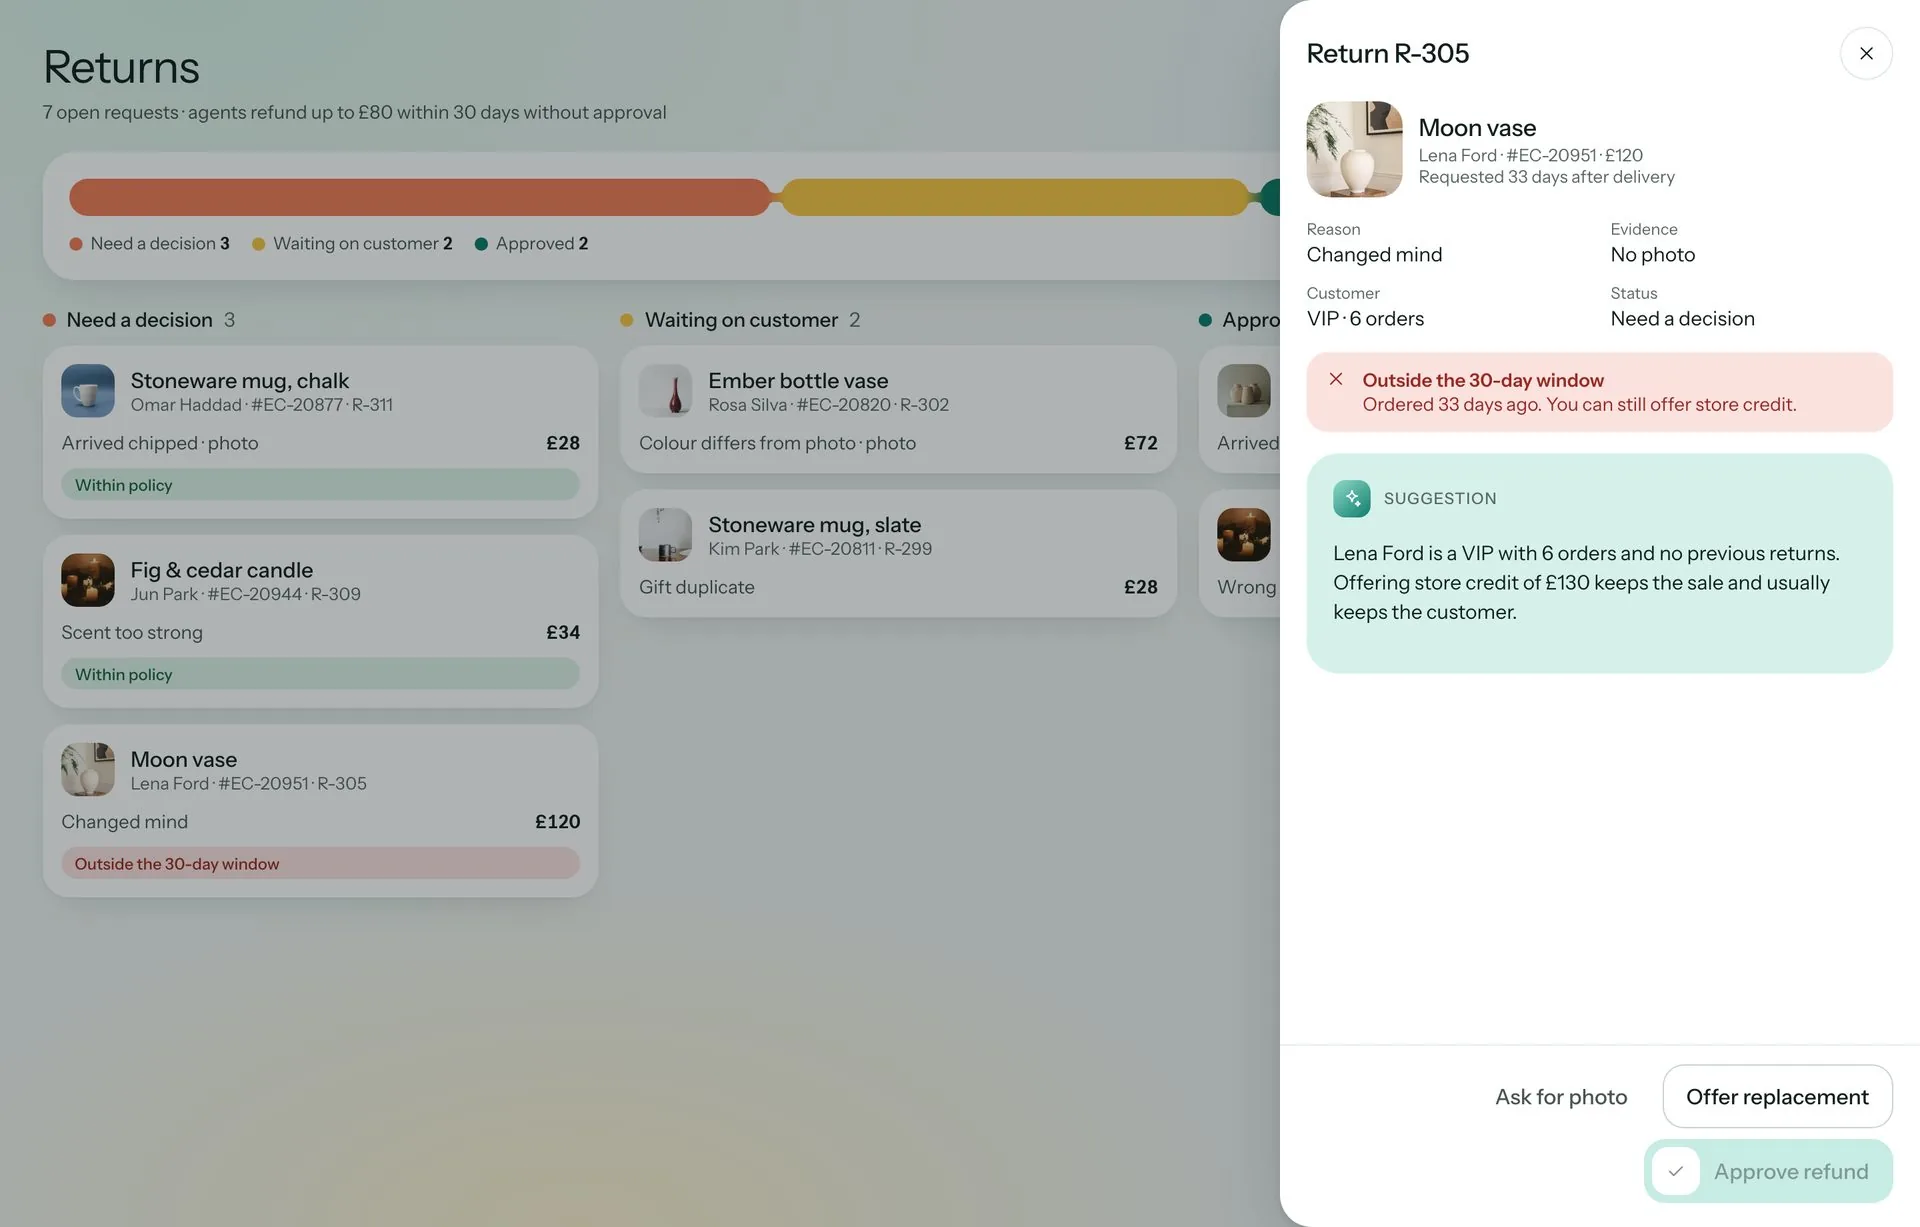 Returns
7 open requests · agents refund up to £80 within 30 days without approval
Need a decision 3
Waiting on customer 2
Approved 2
Need a decision 3
Stoneware mug, chalk
Omar Haddad · #EC-20877 · R-311
Arrived chipped · photo £28
Within policy
Fig & cedar candle
Jun Park · #EC-20944 · R-309
Scent too strong £34
Within policy
Moon vase
Lena Ford · #EC-20951 · R-305
Changed mind £120
Outside the 30-day window
Waiting on customer 2
Ember bottle vase
Rosa Silva · #EC-20820 · R-302
Colour differs from photo · photo £72
Stoneware mug, slate
Kim Park · #EC-20811 · R-299
Gift duplicate £28
Appro
Arrived
Wrong
Return R-305
Moon vase
Lena Ford · #EC-20951 · £120
Requested 33 days after delivery
Reason
Changed mind
Evidence
No photo
Customer
VIP · 6 orders
Status
Need a decision
Outside the 30-day window
Ordered 33 days ago. You can still offer store credit.
SUGGESTION
Lena Ford is a VIP with 6 orders and no previous returns.
Offering store credit of £130 keeps the sale and usually
keeps the customer.
Ask for photo
Offer replacement
Approve refund